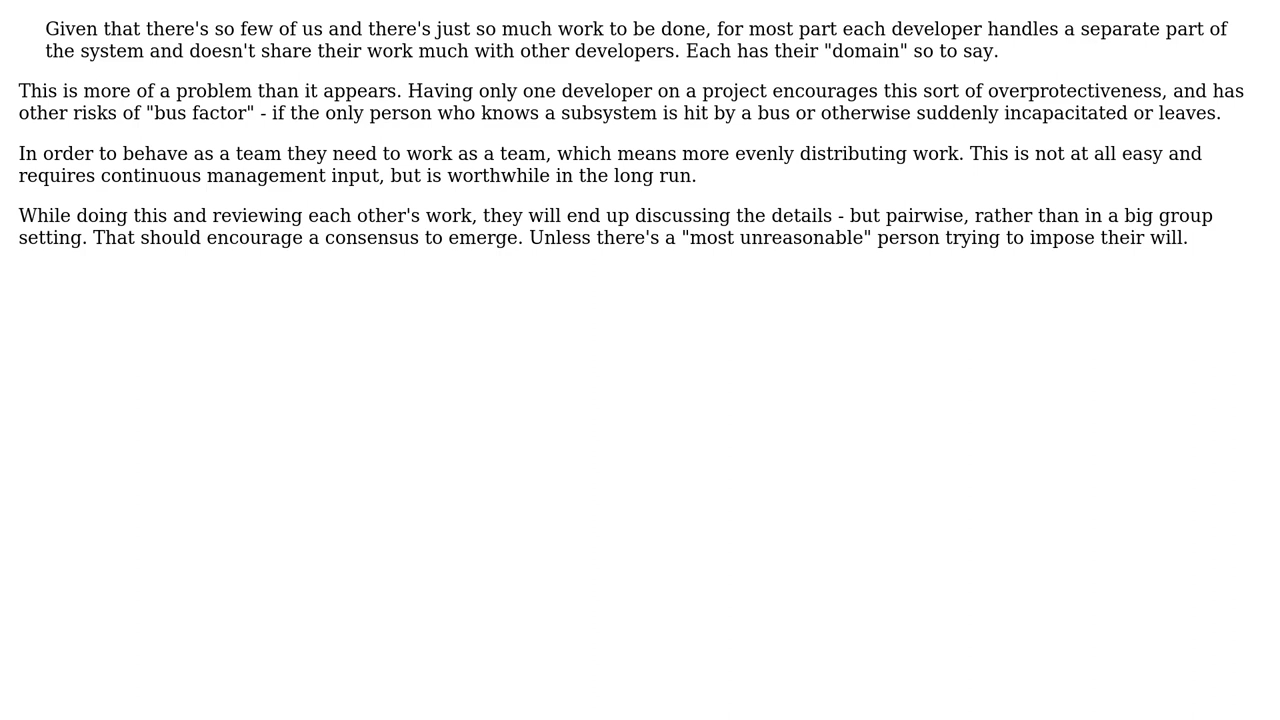 Given that there's so few of us and there's just so much work to be done, for most part each developer handles a separate part of
the system and doesn't share their work much with other developers. Each has their "domain" so to say.
This is more of a problem than it appears. Having only one developer on a project encourages this sort of overprotectiveness, and has
other risks of "bus factor" - if the only person who knows a subsystem is hit by a bus or otherwise suddenly incapacitated or leaves.
In order to behave as a team they need to work as a team, which means more evenly distributing work. This is not at all easy and
requires continuous management input, but is worthwhile in the long run.
While doing this and reviewing each other's work, they will end up discussing the details - but pairwise, rather than in a big group
setting. That should encourage a consensus to emerge. Unless there's a "most unreasonable" person trying to impose their will.